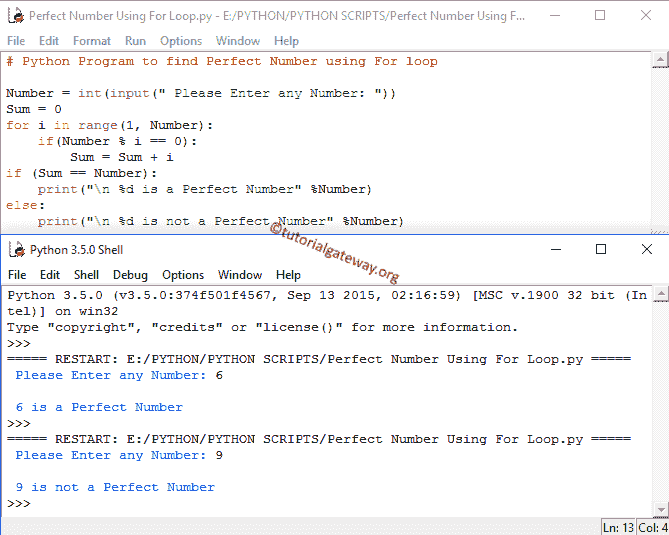 Perfect Number Using For Loop.py - E:/PYTHON/PYTHON SCRIPTS/Perfect Number Using F...
File Edit Format Run Options Window Help
# Python Program to find Perfect Number using For loop
Number = int(input(" Please Enter any Number: "))
Sum = 0
for i in range(1, Number):
    if(Number % i == 0):
        Sum = Sum + i
if (Sum == Number):
    print("\n %d is a Perfect Number" %Number)
else:
    print("\n %d is not a Perfect Number" %Number)
©tutorialgateway.org
Python 3.5.0 Shell
File Edit Shell Debug Options Window Help
Python 3.5.0 (v3.5.0:374f501f4567, Sep 13 2015, 02:16:59) [MSC v.1900 32 bit (In
tel)] on win32
Type "copyright", "credits" or "license()" for more information.
>>>
===== RESTART: E:/PYTHON/PYTHON SCRIPTS/Perfect Number Using For Loop.py =====
 Please Enter any Number: 6
 6 is a Perfect Number
>>>
===== RESTART: E:/PYTHON/PYTHON SCRIPTS/Perfect Number Using For Loop.py =====
 Please Enter any Number: 9
 9 is not a Perfect Number
>>>
Ln: 13 Col: 4